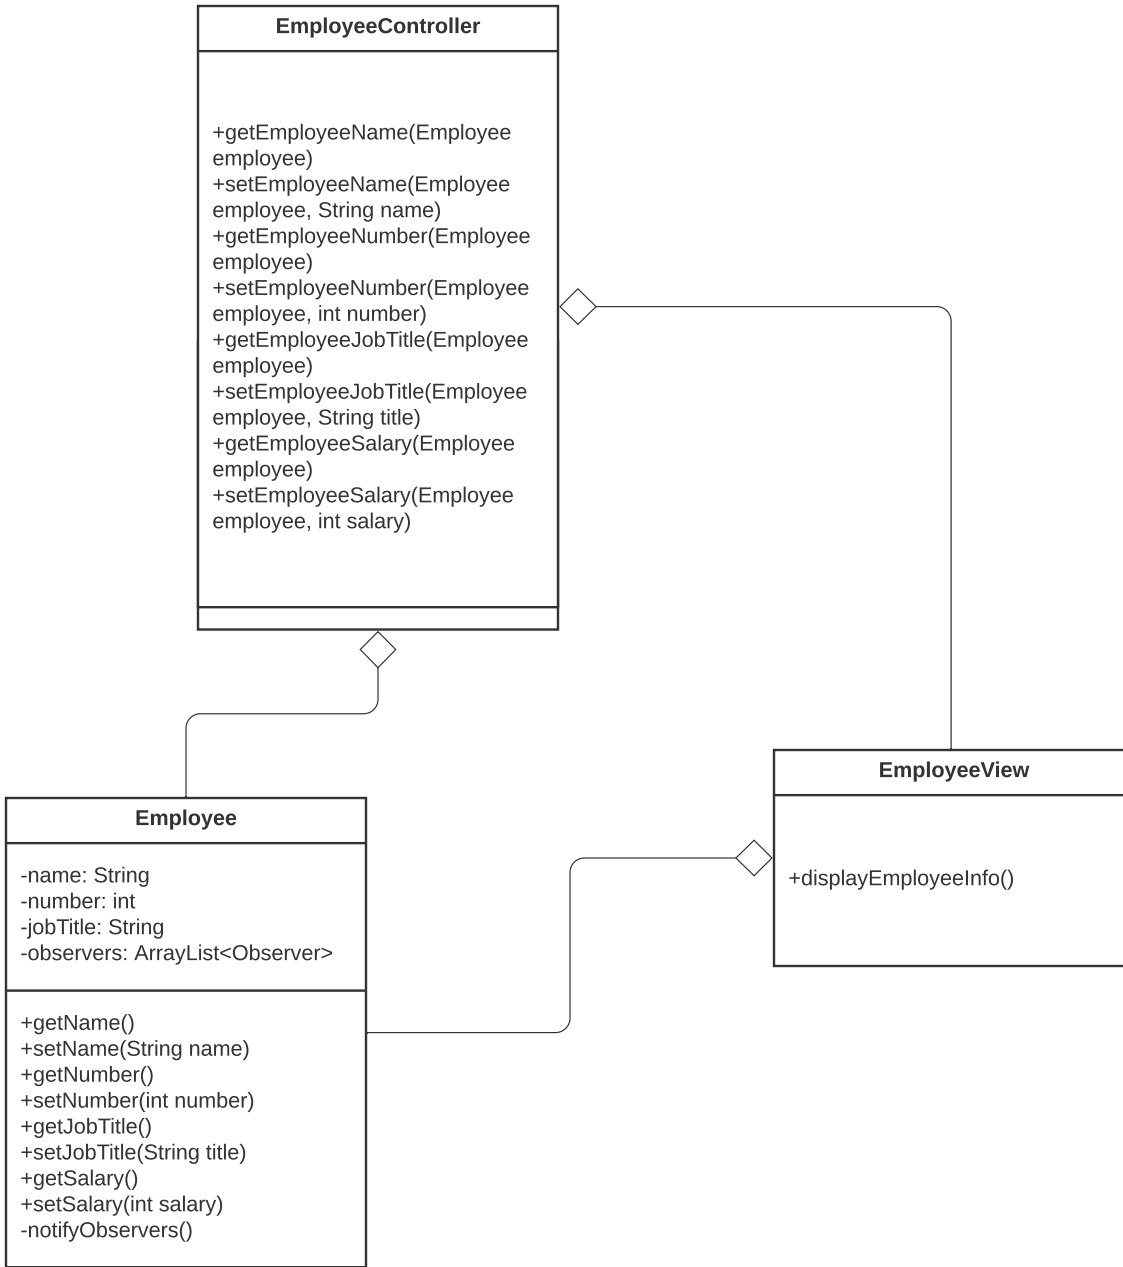 EmployeeController
+getEmployeeName(Employee
employee)
+setEmployeeName(Employee
employee, String name)
+getEmployeeNumber(Employee
employee)
+setEmployeeNumber(Employee
employee, int number)
+getEmployeeJobTitle(Employee
employee)
+setEmployeeJobTitle(Employee
employee, String title)
+getEmployeeSalary(Employee
employee)
+setEmployeeSalary(Employee
employee, int salary)
Employee
-name: String
-number: int
-jobTitle: String
-observers: ArrayList<Observer>
+getName()
+setName(String name)
+getNumber()
+setNumber(int number)
+getJobTitle()
+setJobTitle(String title)
+getSalary()
+setSalary(int salary)
-notifyObservers()
EmployeeView
+displayEmployeeInfo()